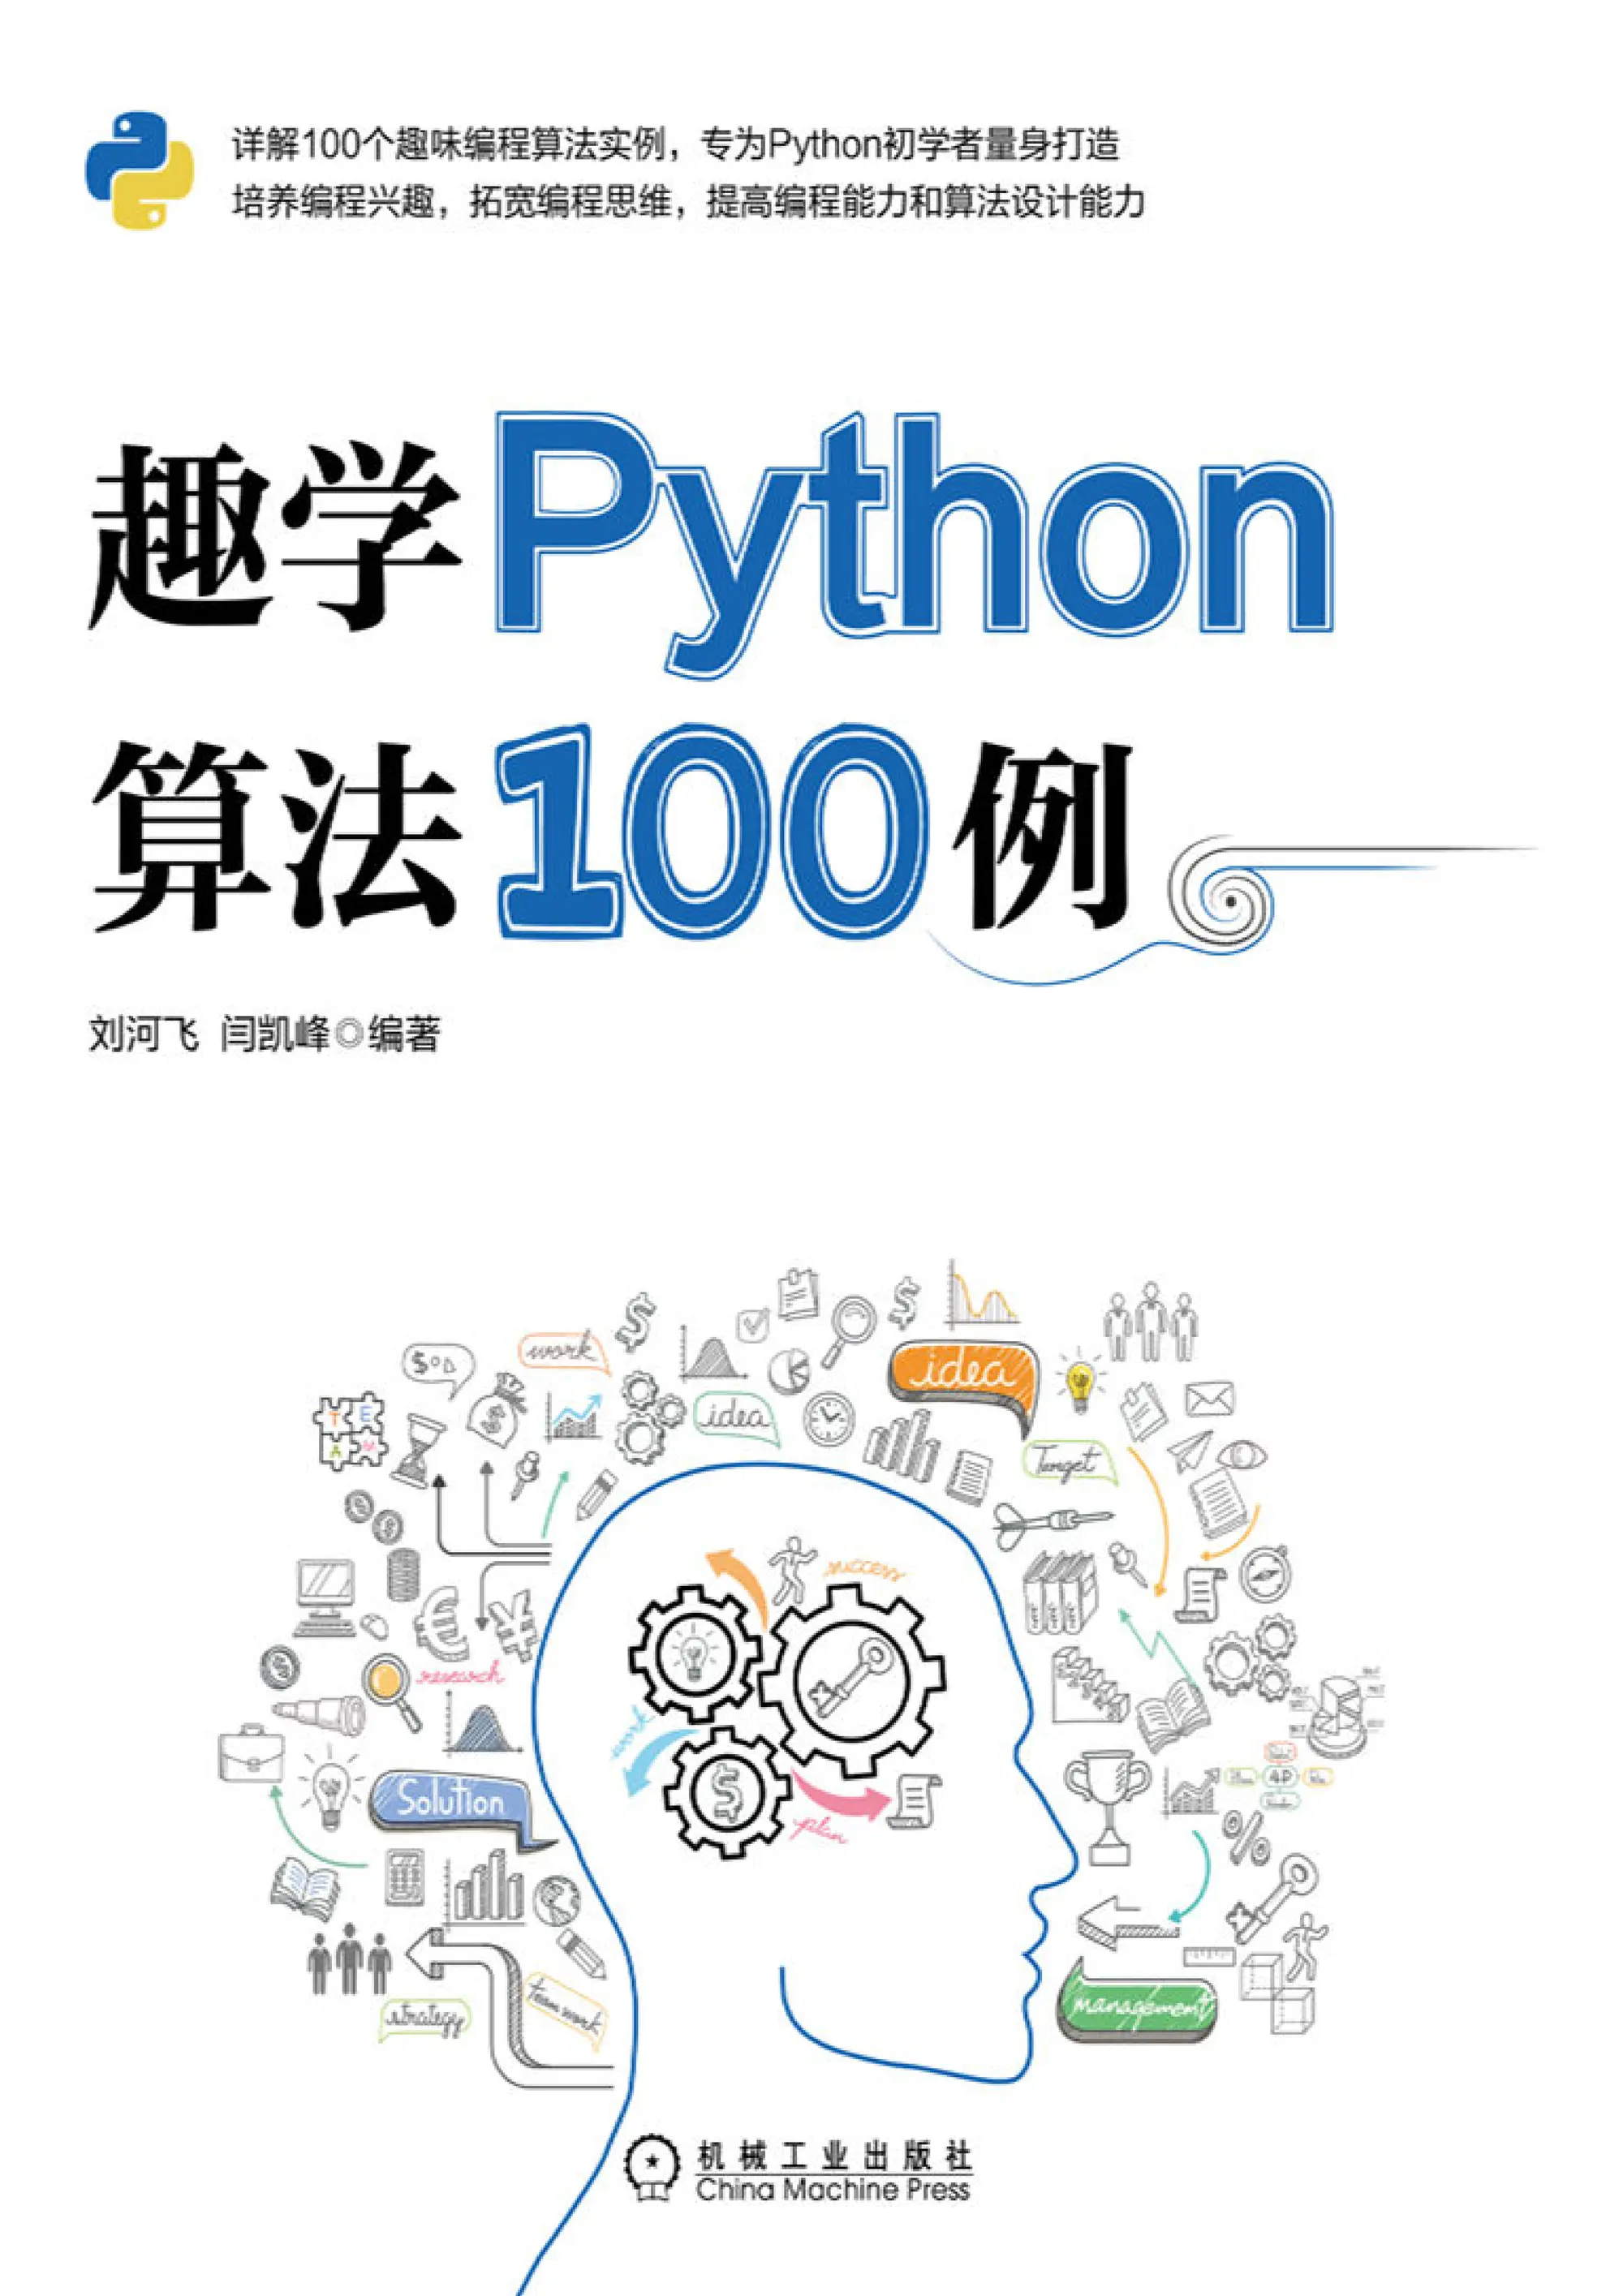 详解100个趣味编程算法实例，专为Python初学者量身打造
培养编程兴趣，拓宽编程思维，提高编程能力和算法设计能力
趣学Python
算法100例
刘河飞 闫凯峰◎编著
work
idea
idea
Target
TEAM
success
research
work
plan
Solution
4P
strategy
teamwork
management
机械工业出版社
China Machine Press